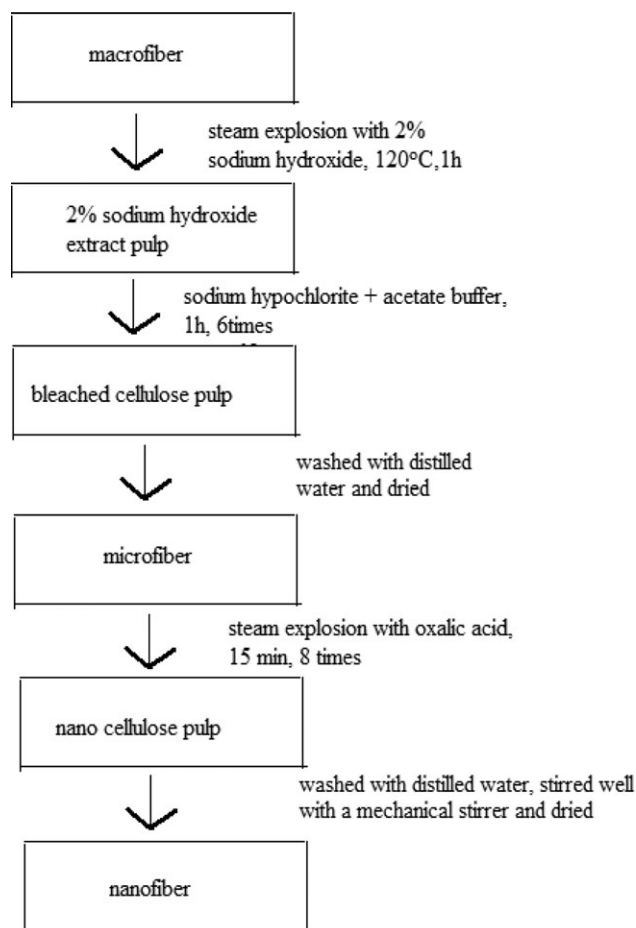 macrofiber
steam explosion with 2%
sodium hydroxide, 120°C,1h
2% sodium hydroxide
extract pulp
sodium hypochlorite + acetate buffer,
1h, 6times
bleached cellulose pulp
washed with distilled
water and dried
microfiber
steam explosion with oxalic acid,
15 min, 8 times
nano cellulose pulp
washed with distilled water, stirred well
with a mechanical stirrer and dried
nanofiber